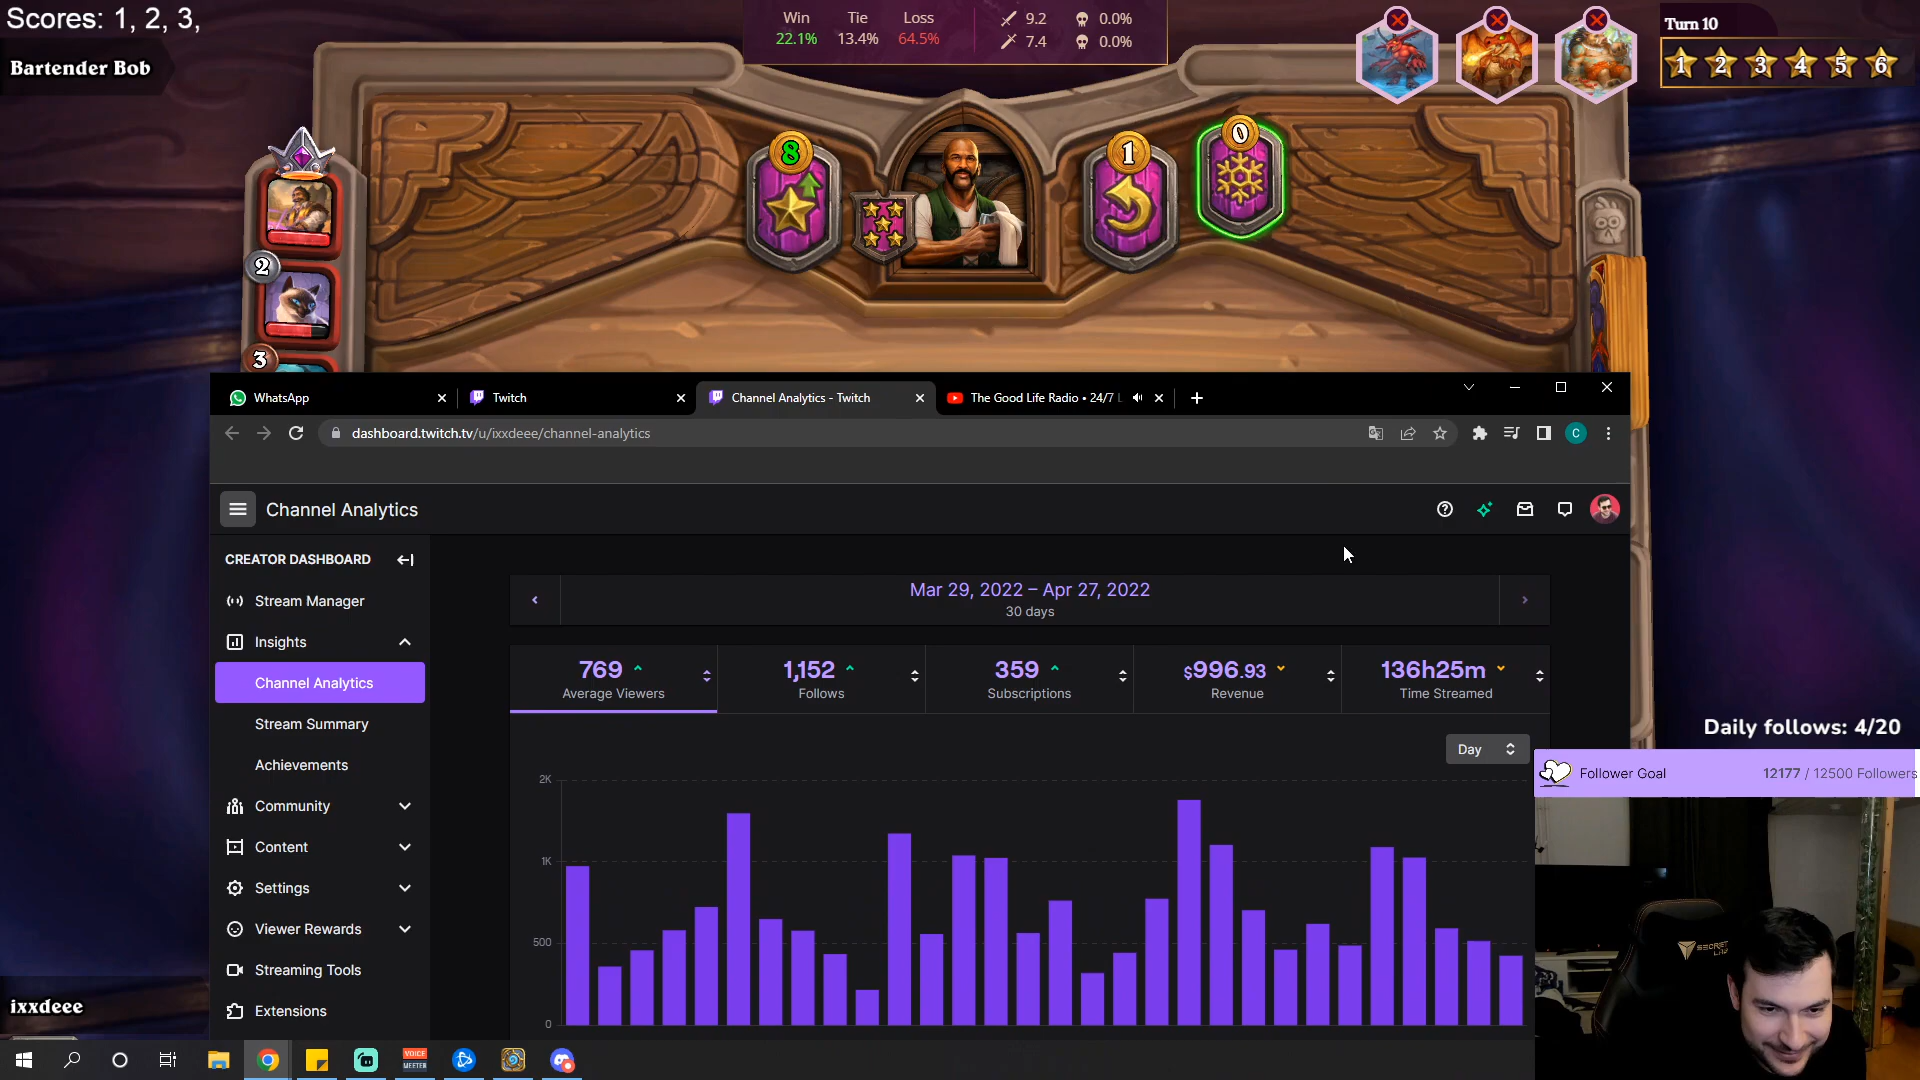 Scores: 1, 2, 3,
Bartender Bob
Win
22.1%
Tie
13.4%
Loss
64.5%
9.2
0.0%
7.4
0.0%
Turn 10
1 2 3 4 5 6
8
1
0
2
3
WhatsApp
Twitch
Channel Analytics - Twitch
The Good Life Radio • 24/7 L
dashboard.twitch.tv/u/ixxdeee/channel-analytics
C
Channel Analytics
CREATOR DASHBOARD
Stream Manager
Insights
Channel Analytics
Stream Summary
Achievements
Community
Content
Settings
Viewer Rewards
Streaming Tools
Extensions
Mar 29, 2022 – Apr 27, 2022
30 days
769
Average Viewers
1,152
Follows
359
Subscriptions
$996.93
Revenue
136h25m
Time Streamed
Day
2K
1K
500
0
Daily follows: 4/20
Follower Goal
12177 / 12500 Followers
SECRET
LAB
ixxdeee
VOICE
MEETER